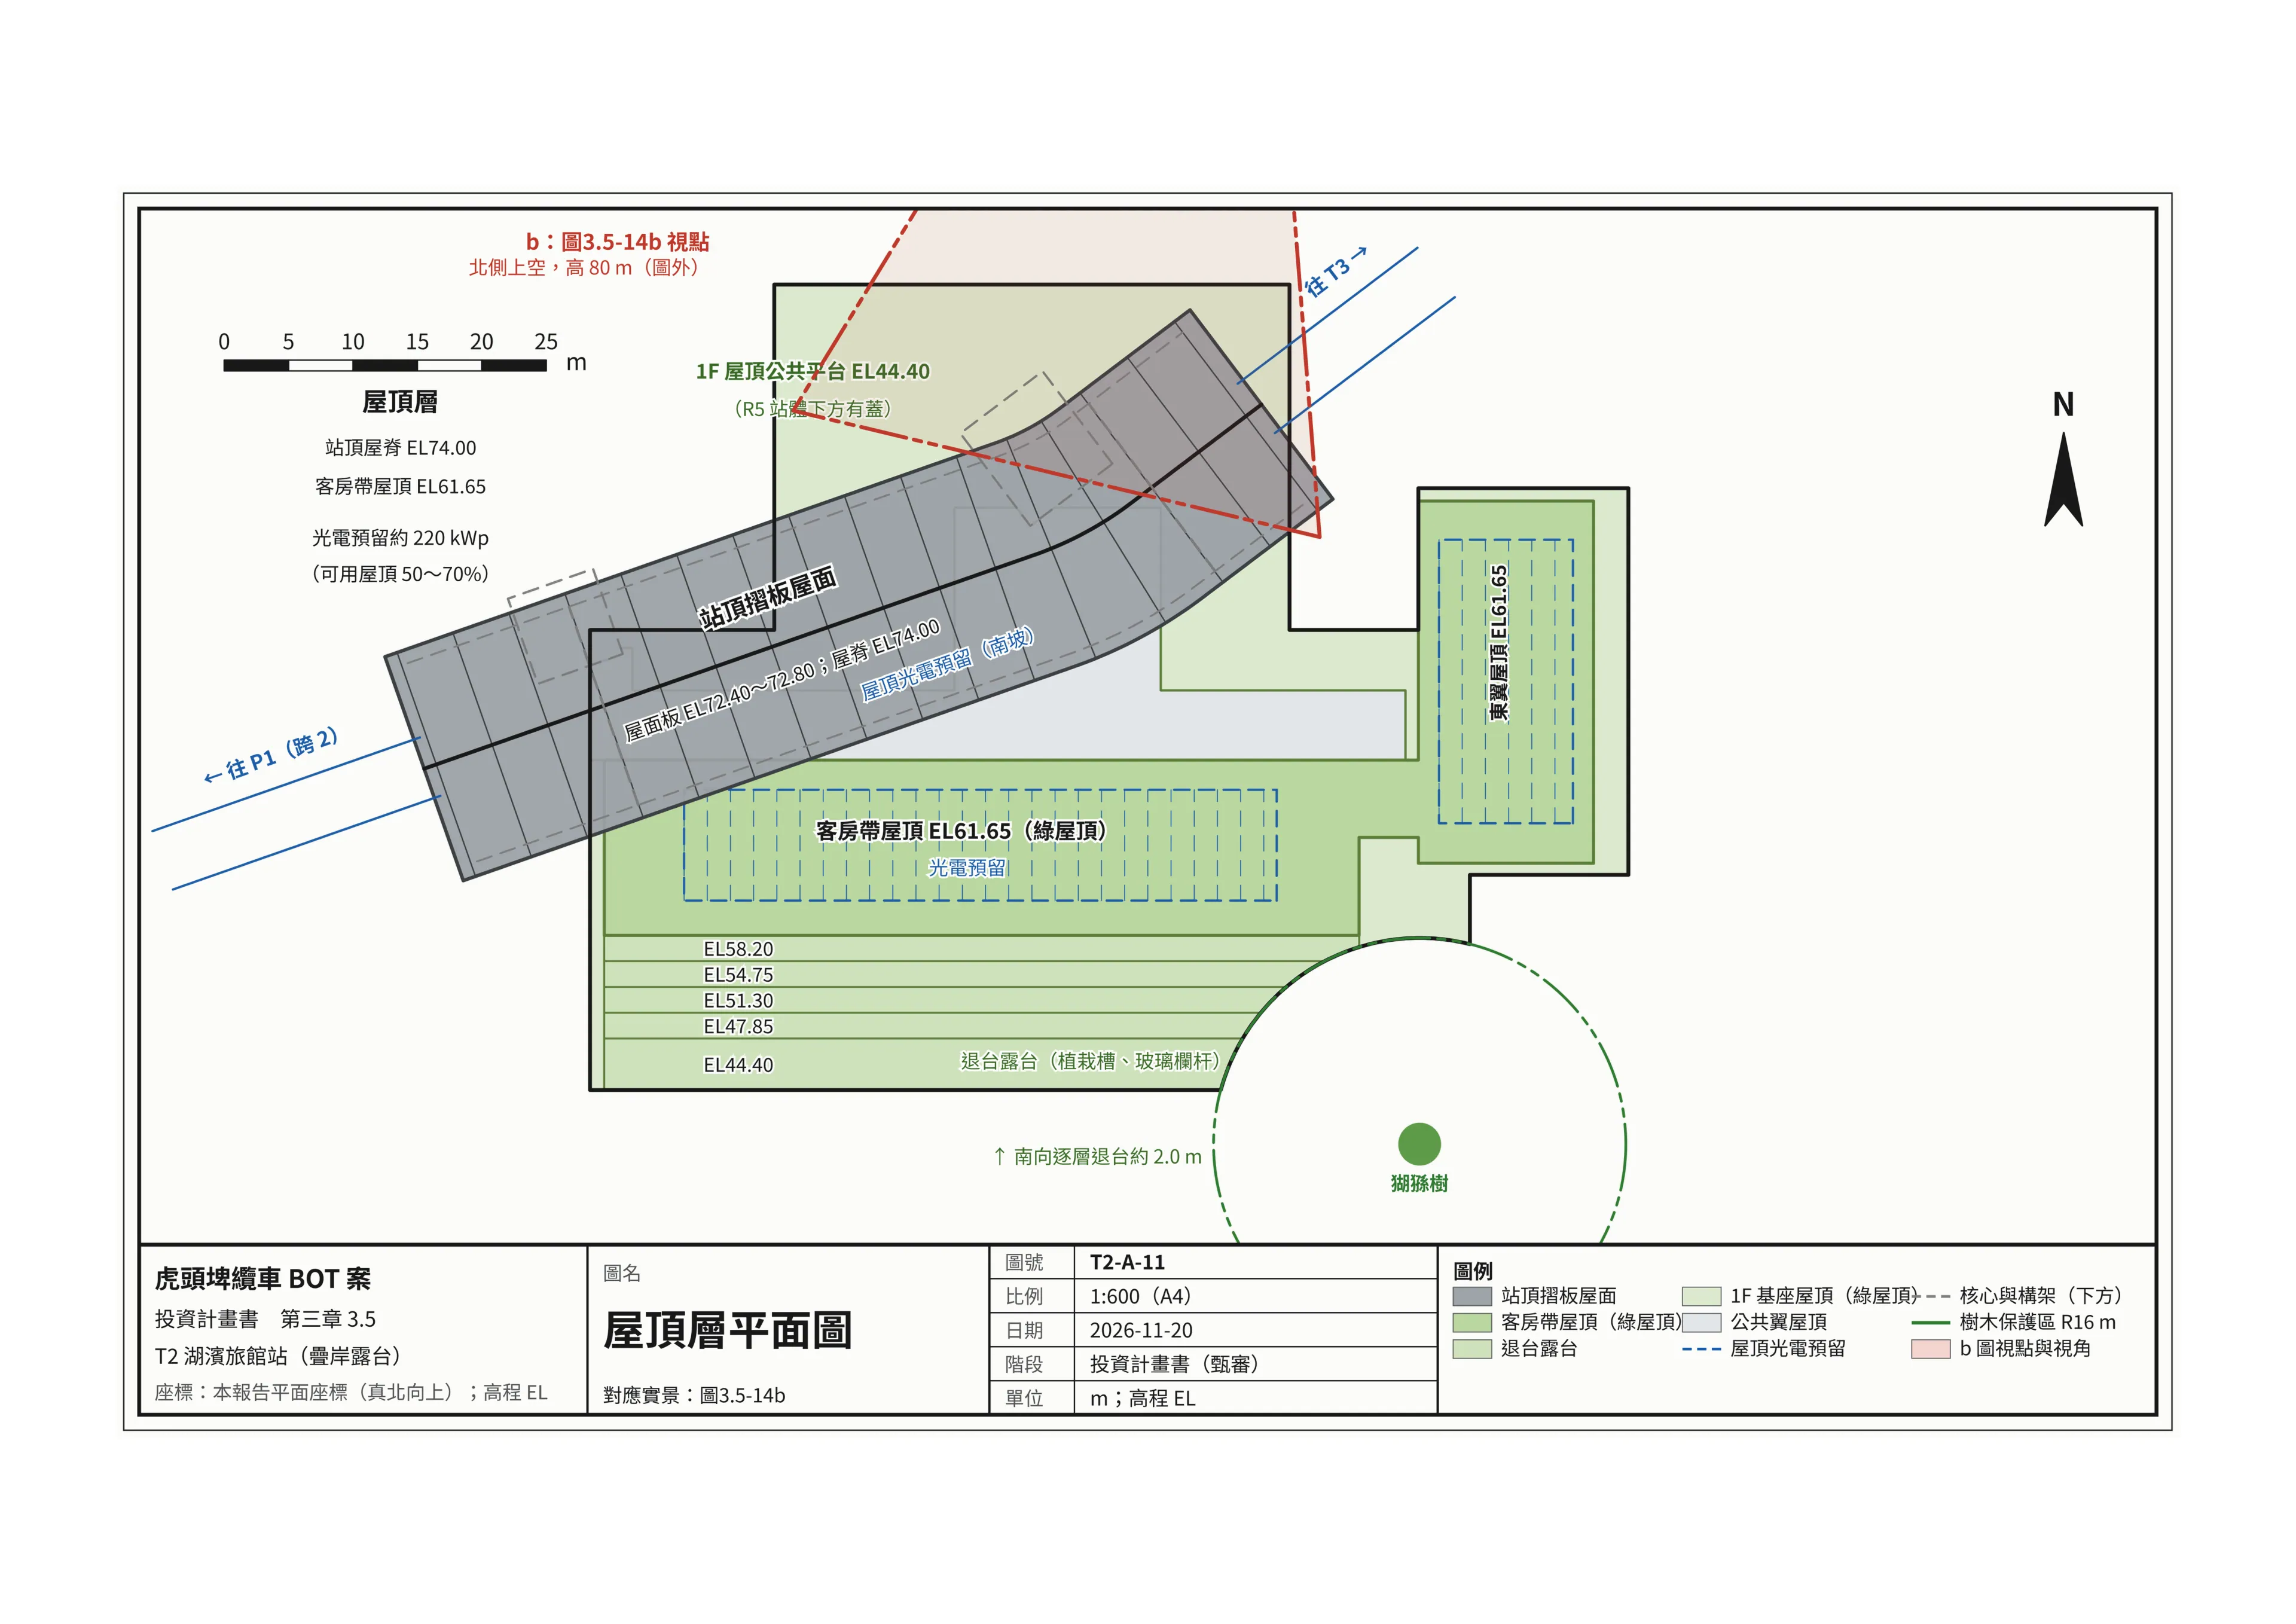 b：圖3.5-14b 視點
北側上空，高 80 m（圖外）
往 T3 →
0 5 10 15 20 25 m
屋頂層
站頂屋脊 EL74.00
客房帶屋頂 EL61.65
光電預留約 220 kWp
（可用屋頂 50～70%）
1F 屋頂公共平台 EL44.40
（R5 站體下方有蓋）
N
站頂摺板屋面
屋面板 EL72.40～72.80；屋脊 EL74.00
屋頂光電預留（南坡）
東翼屋頂 EL61.65
← 往 P1（跨 2）
客房帶屋頂 EL61.65（綠屋頂）
光電預留
EL58.20
EL54.75
EL51.30
EL47.85
EL44.40
退台露台（植栽槽、玻璃欄杆）
↑ 南向逐層退台約 2.0 m
猢猻樹
虎頭埤纜車 BOT 案
投資計畫書　第三章 3.5
T2 湖濱旅館站（疊岸露台）
座標：本報告平面座標（真北向上）；高程 EL
圖名
屋頂層平面圖
對應實景：圖3.5-14b
圖號 T2-A-11
比例 1:600（A4）
日期 2026-11-20
階段 投資計畫書（甄審）
單位 m；高程 EL
圖例
站頂摺板屋面
客房帶屋頂（綠屋頂）
退台露台
1F 基座屋頂（綠屋頂）
公共翼屋頂
屋頂光電預留
核心與構架（下方）
樹木保護區 R16 m
b 圖視點與視角